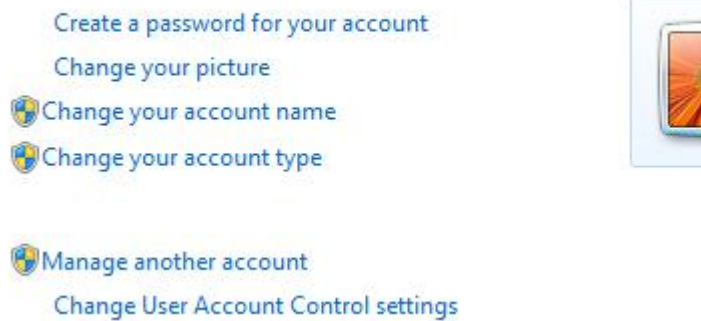 Create a password for your account
Change your picture
Change your account name
Change your account type
Manage another account
Change User Account Control settings